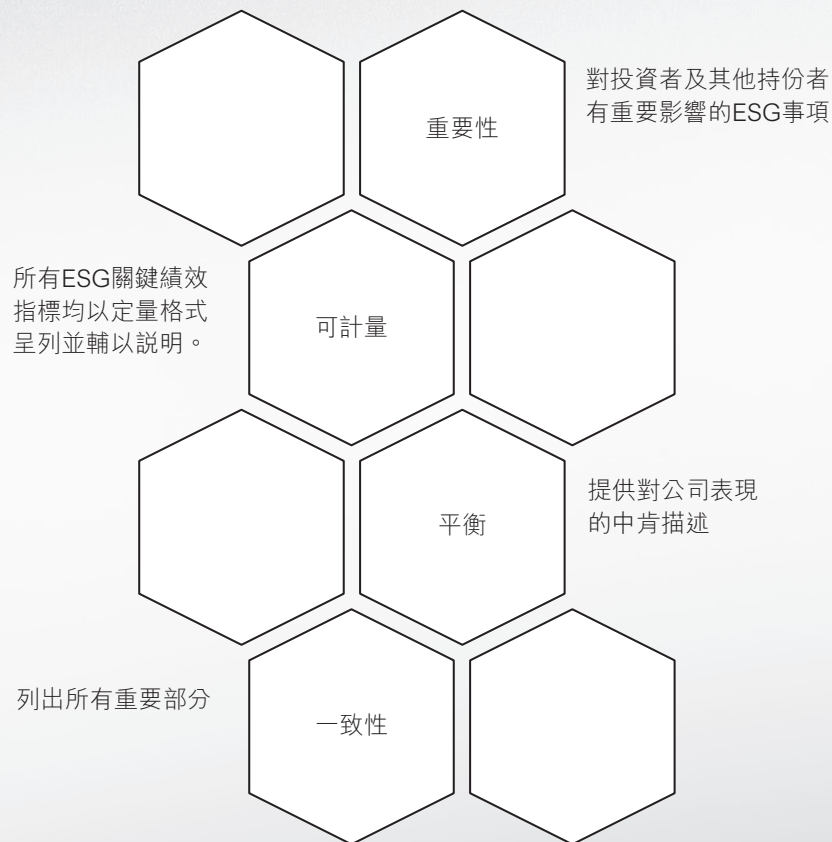 重要性
對投資者及其他持份者
有重要影響的ESG事項
所有ESG關鍵績效
指標均以定量格式
呈列並輔以說明。
可計量
平衡
提供對公司表現
的中肯描述
列出所有重要部分
一致性